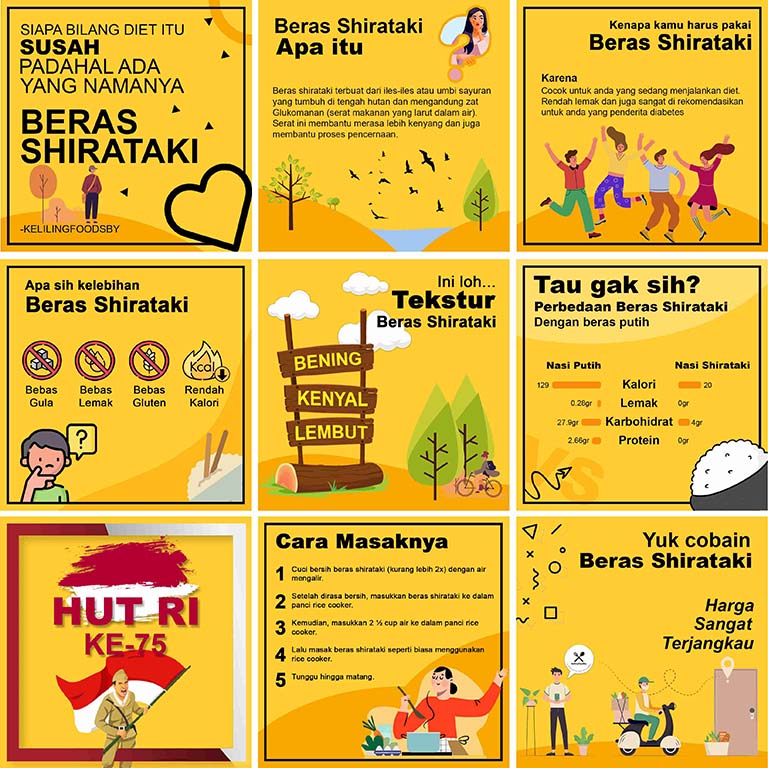 SIAPA BILANG DIET ITU
SUSAH
PADAHAL ADA
YANG NAMANYA
BERAS
SHIRATAKI
-KELILINGFOODSBY
Beras Shirataki
Apa itu
Beras shirataki terbuat dari iles-iles atau umbi sayuran
yang tumbuh di tengah hutan dan mengandung zat
Glukomanan (serat makanan yang larut dalam air).
Serat ini membantu merasa lebih kenyang dan juga
membantu proses pencernaan.
Kenapa kamu harus pakai
Beras Shirataki
Karena
Cocok untuk anda yang sedang menjalankan diet.
Rendah lemak dan juga sangat di rekomendasikan
untuk anda yang penderita diabetes
Apa sih kelebihan
Beras Shirataki
Kcal
Bebas
Gula
Bebas
Lemak
Bebas
Gluten
Rendah
Kalori
?
Ini loh...
Tekstur
Beras Shirataki
BENING
KENYAL
LEMBUT
Tau gak sih?
Perbedaan Beras Shirataki
Dengan beras putih
Nasi Putih Nasi Shirataki
129 Kalori 20
0.28gr Lemak 0gr
27.9gr Karbohidrat 4gr
2.66gr Protein 0gr
VS
HUT RI
KE-75
Cara Masaknya
1 Cuci bersih beras shirataki (kurang lebih 2x) dengan air
mengalir.
2 Setelah dirasa bersih, masukkan beras shirataki ke dalam
panci rice cooker.
3 Kemudian, masukkan 2 ½ cup air ke dalam panci rice
cooker.
4 Lalu masak beras shirataki seperti biasa menggunakan
rice cooker.
5 Tunggu hingga matang.
Yuk cobain
Beras Shirataki
Harga
Sangat
Terjangkau